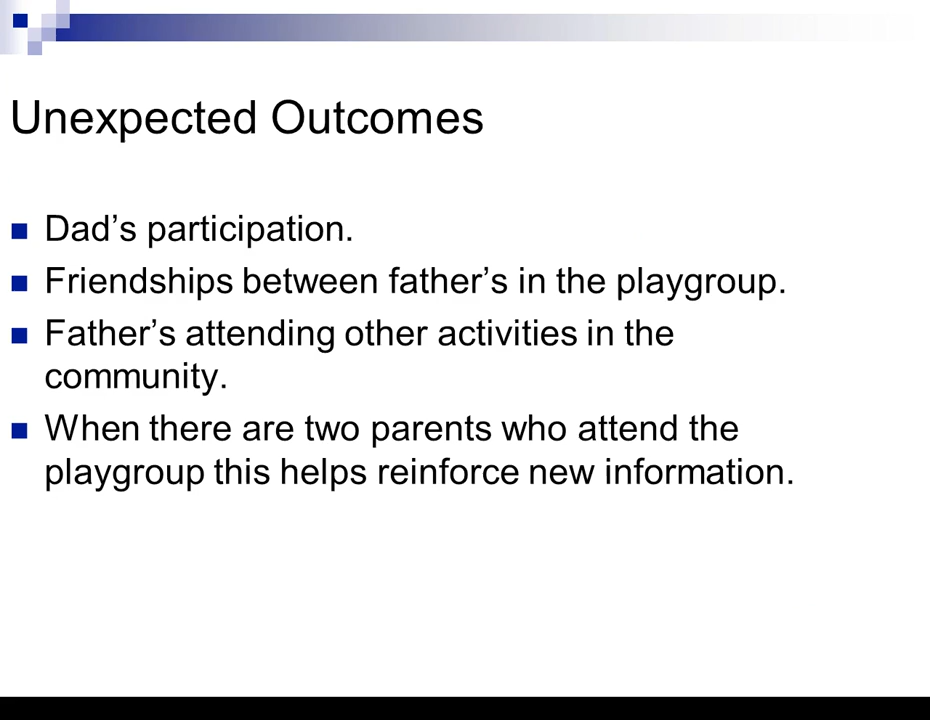 Unexpected Outcomes
Dad’s participation.
Friendships between father’s in the playgroup.
Father’s attending other activities in the
community.
When there are two parents who attend the
playgroup this helps reinforce new information.